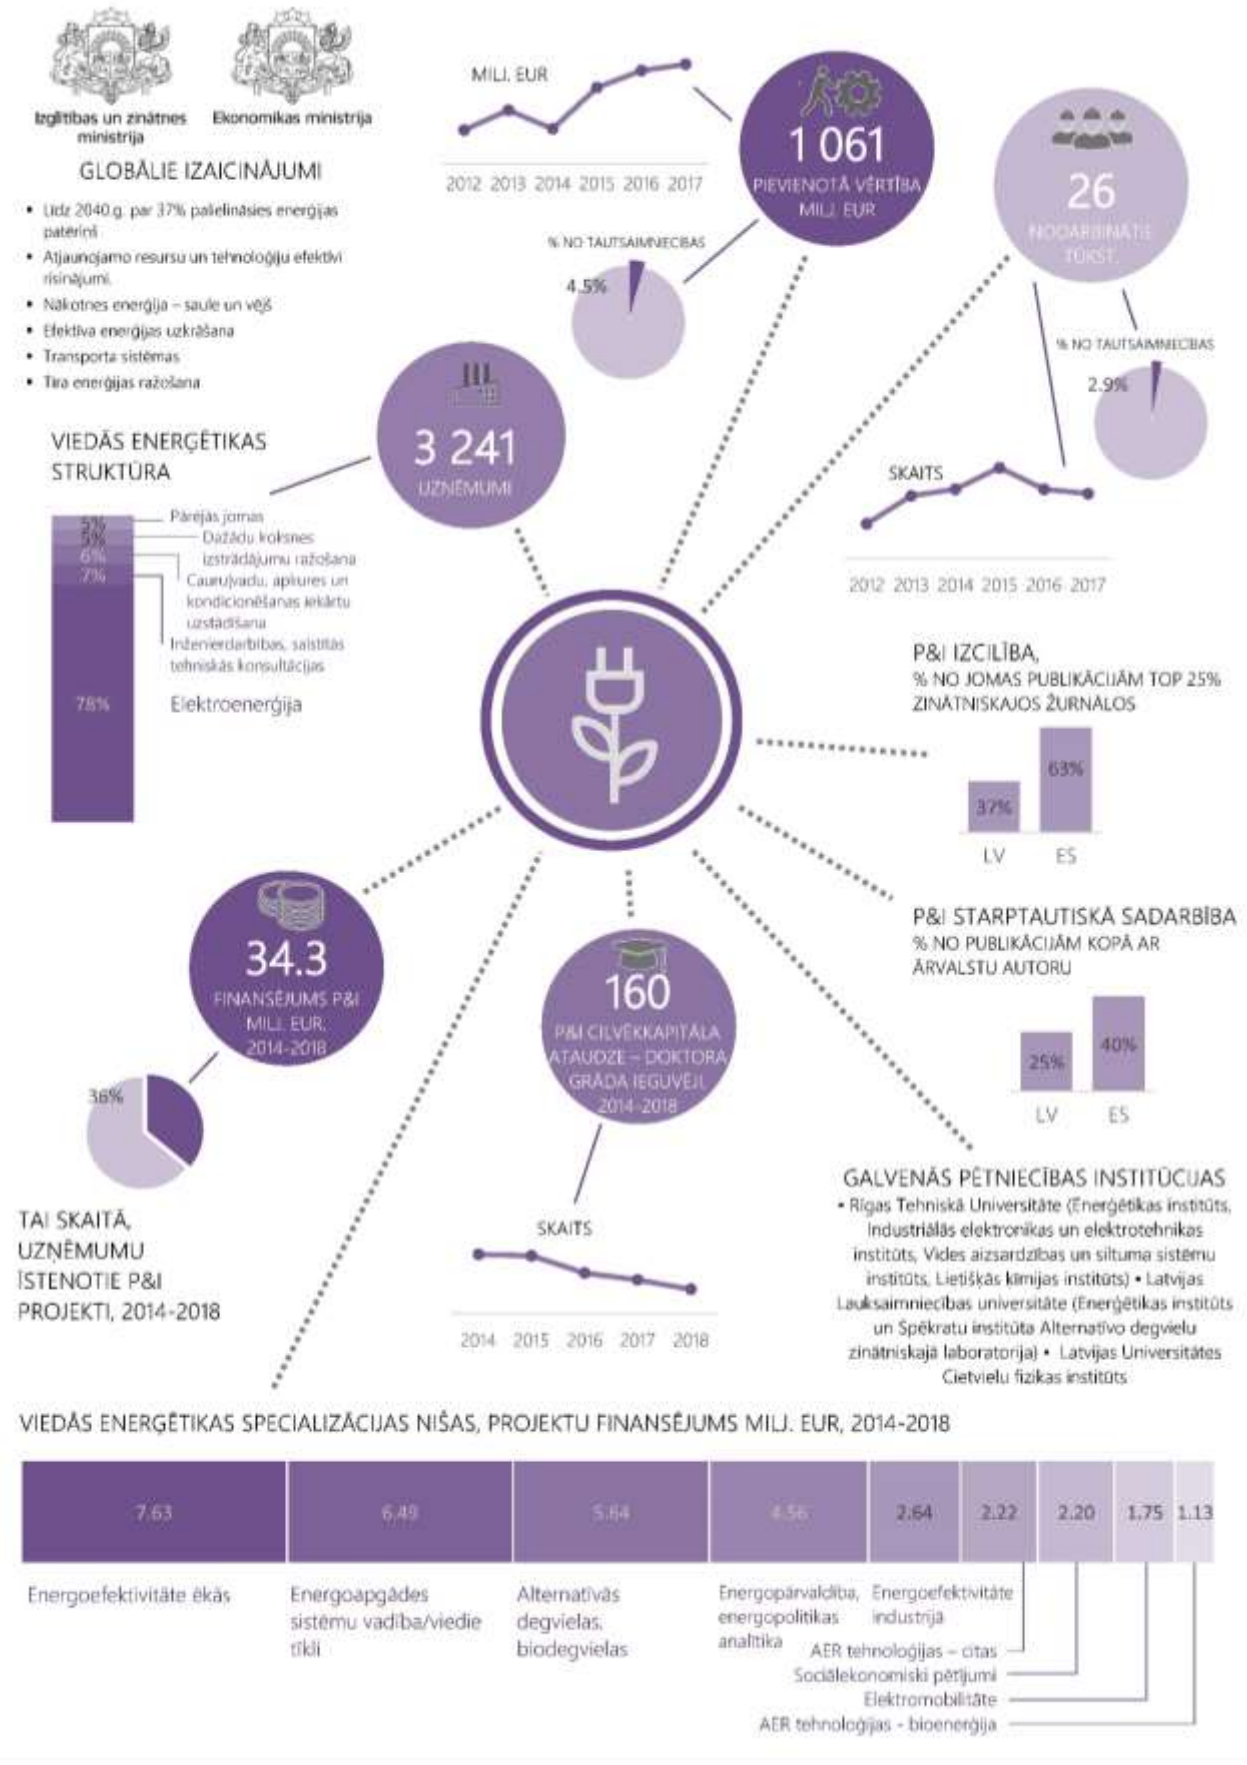 Izglītības un zinātnes
ministrija
Ekonomikas ministrija
GLOBĀLIE IZAICINĀJUMI
• Līdz 2040.g. par 37% palielināsies enerģijas
patēriņš
• Atjaunojamo resursu un tehnoloģiju efektīvi
risinājumi.
• Nākotnes enerģija – saule un vējš
• Efektīva enerģijas uzkrāšana
• Transporta sistēmas
• Tīra enerģijas ražošana
MILJ. EUR
2012 2013 2014 2015 2016 2017
1 061
PIEVIENOTĀ VĒRTĪBA
MILJ. EUR
% NO TAUTSAIMNIECĪBAS
4.5%
26
NODARBINĀTIE
TŪKST.
% NO TAUTSAIMNIECĪBAS
2.9%
SKAITS
2012 2013 2014 2015 2016 2017
3 241
UZŅĒMUMI
VIEDĀS ENERĢĒTIKAS
STRUKTŪRA
5%
5%
6%
7%
78%
Pārējās jomas
Dažādu koksnes
izstrādājumu ražošana
Cauruļvadu, apkures un
kondicionēšanas iekārtu
uzstādīšana
Inženierdarbības, saistītās
tehniskās konsultācijas
Elektroenerģija
P&I IZCILĪBA,
% NO JOMAS PUBLIKĀCIJĀM TOP 25%
ZINĀTNISKAJOS ŽURNĀLOS
37%
63%
LV ES
P&I STARPTAUTISKĀ SADARBĪBA
% NO PUBLIKĀCIJĀM KOPĀ AR
ĀRVALSTU AUTORU
25%
40%
LV ES
34.3
FINANSĒJUMS P&I
MILJ. EUR,
2014-2018
36%
TAI SKAITĀ,
UZŅĒMUMU
ĪSTENOTIE P&I
PROJEKTI, 2014-2018
160
P&I CILVĒKKAPITĀLA
ATAUDZE – DOKTORA
GRĀDA IEGUVĒJI,
2014-2018
SKAITS
2014 2015 2016 2017 2018
GALVENĀS PĒTNIECĪBAS INSTITŪCIJAS
• Rīgas Tehniskā Universitāte (Enerģētikas institūts,
Industriālās elektronikas un elektrotehnikas
institūts, Vides aizsardzības un siltuma sistēmu
institūts, Lietišķās ķīmijas institūts) • Latvijas
Lauksaimniecības universitāte (Enerģētikas institūts
un Spēkratu institūta Alternatīvo degvielu
zinātniskajā laboratorija) • Latvijas Universitātes
Cietvielu fizikas institūts
VIEDĀS ENERĢĒTIKAS SPECIALIZĀCIJAS NIŠAS, PROJEKTU FINANSĒJUMS MILJ. EUR, 2014-2018
7.63 6.49 5.64 4.56 2.64 2.22 2.20 1.75 1.13
Energoefektivitāte ēkās
Energoapgādes
sistēmu vadība/viedie
tīkli
Alternatīvās
degvielas,
biodegvielas
Energopārvaldība,
energopolitikas
analītika
Energoefektivitāte
industrijā
AER tehnoloģijas – citas
Sociālekonomiski pētījumi
Elektromobilitāte
AER tehnoloģijas - bioenerģija